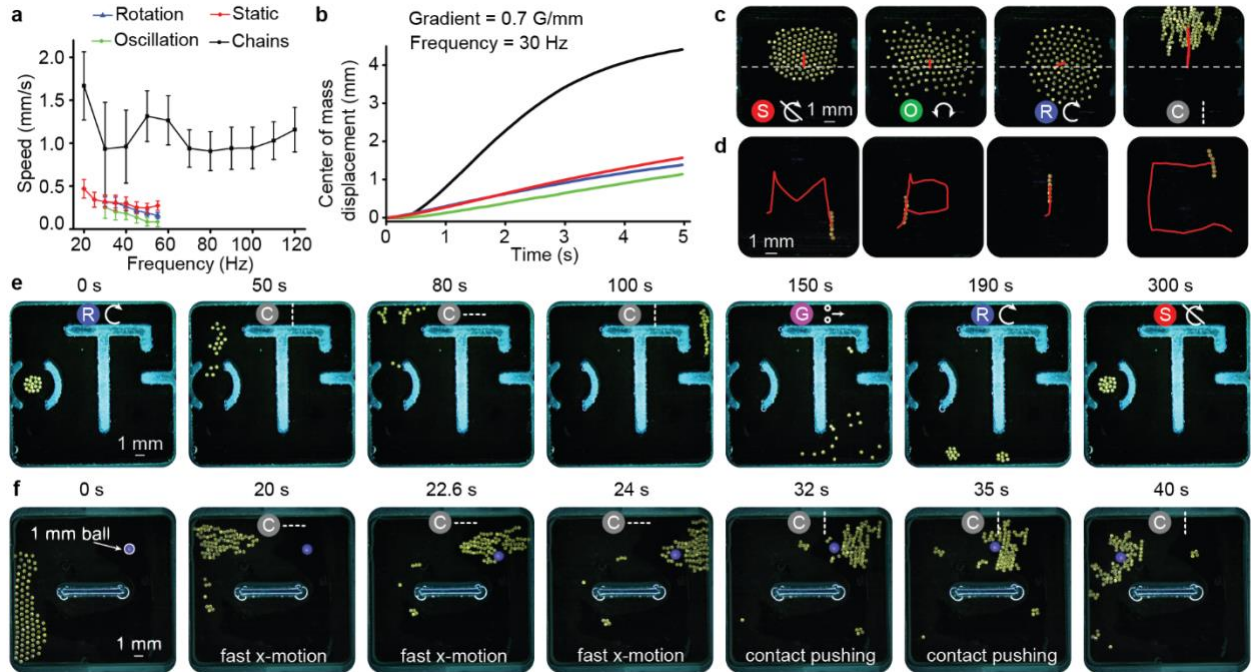 a
Rotation Static
Oscillation Chains
Speed (mm/s)
2.0
1.5
1.0
0.5
0.0
20 40 60 80 100 120
Frequency (Hz)
b
Gradient = 0.7 G/mm
Frequency = 30 Hz
Center of mass
displacement (mm)
4
2
0
0 1 2 3 4 5
Time (s)
c
S 1 mm O R C
d
1 mm
e
0 s 50 s 80 s 100 s 150 s 190 s 300 s
R C C C G R S
1 mm
f
0 s 20 s 22.6 s 24 s 32 s 35 s 40 s
C C C C C C
1 mm ball
1 mm
fast x-motion fast x-motion fast x-motion contact pushing contact pushing